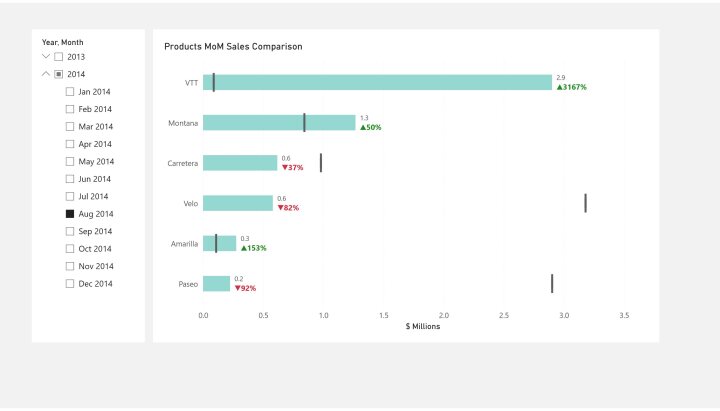 Year, Month
2013
2014
Jan 2014
Feb 2014
Mar 2014
Apr 2014
May 2014
Jun 2014
Jul 2014
Aug 2014
Sep 2014
Oct 2014
Nov 2014
Dec 2014
Products MoM Sales Comparison
VTT
2.9
▲3167%
Montana
1.3
▲50%
Carretera
0.6
▼37%
Velo
0.6
▼82%
Amarilla
0.3
▲153%
Paseo
0.2
▼92%
0.0 0.5 1.0 1.5 2.0 2.5 3.0 3.5
$ Millions